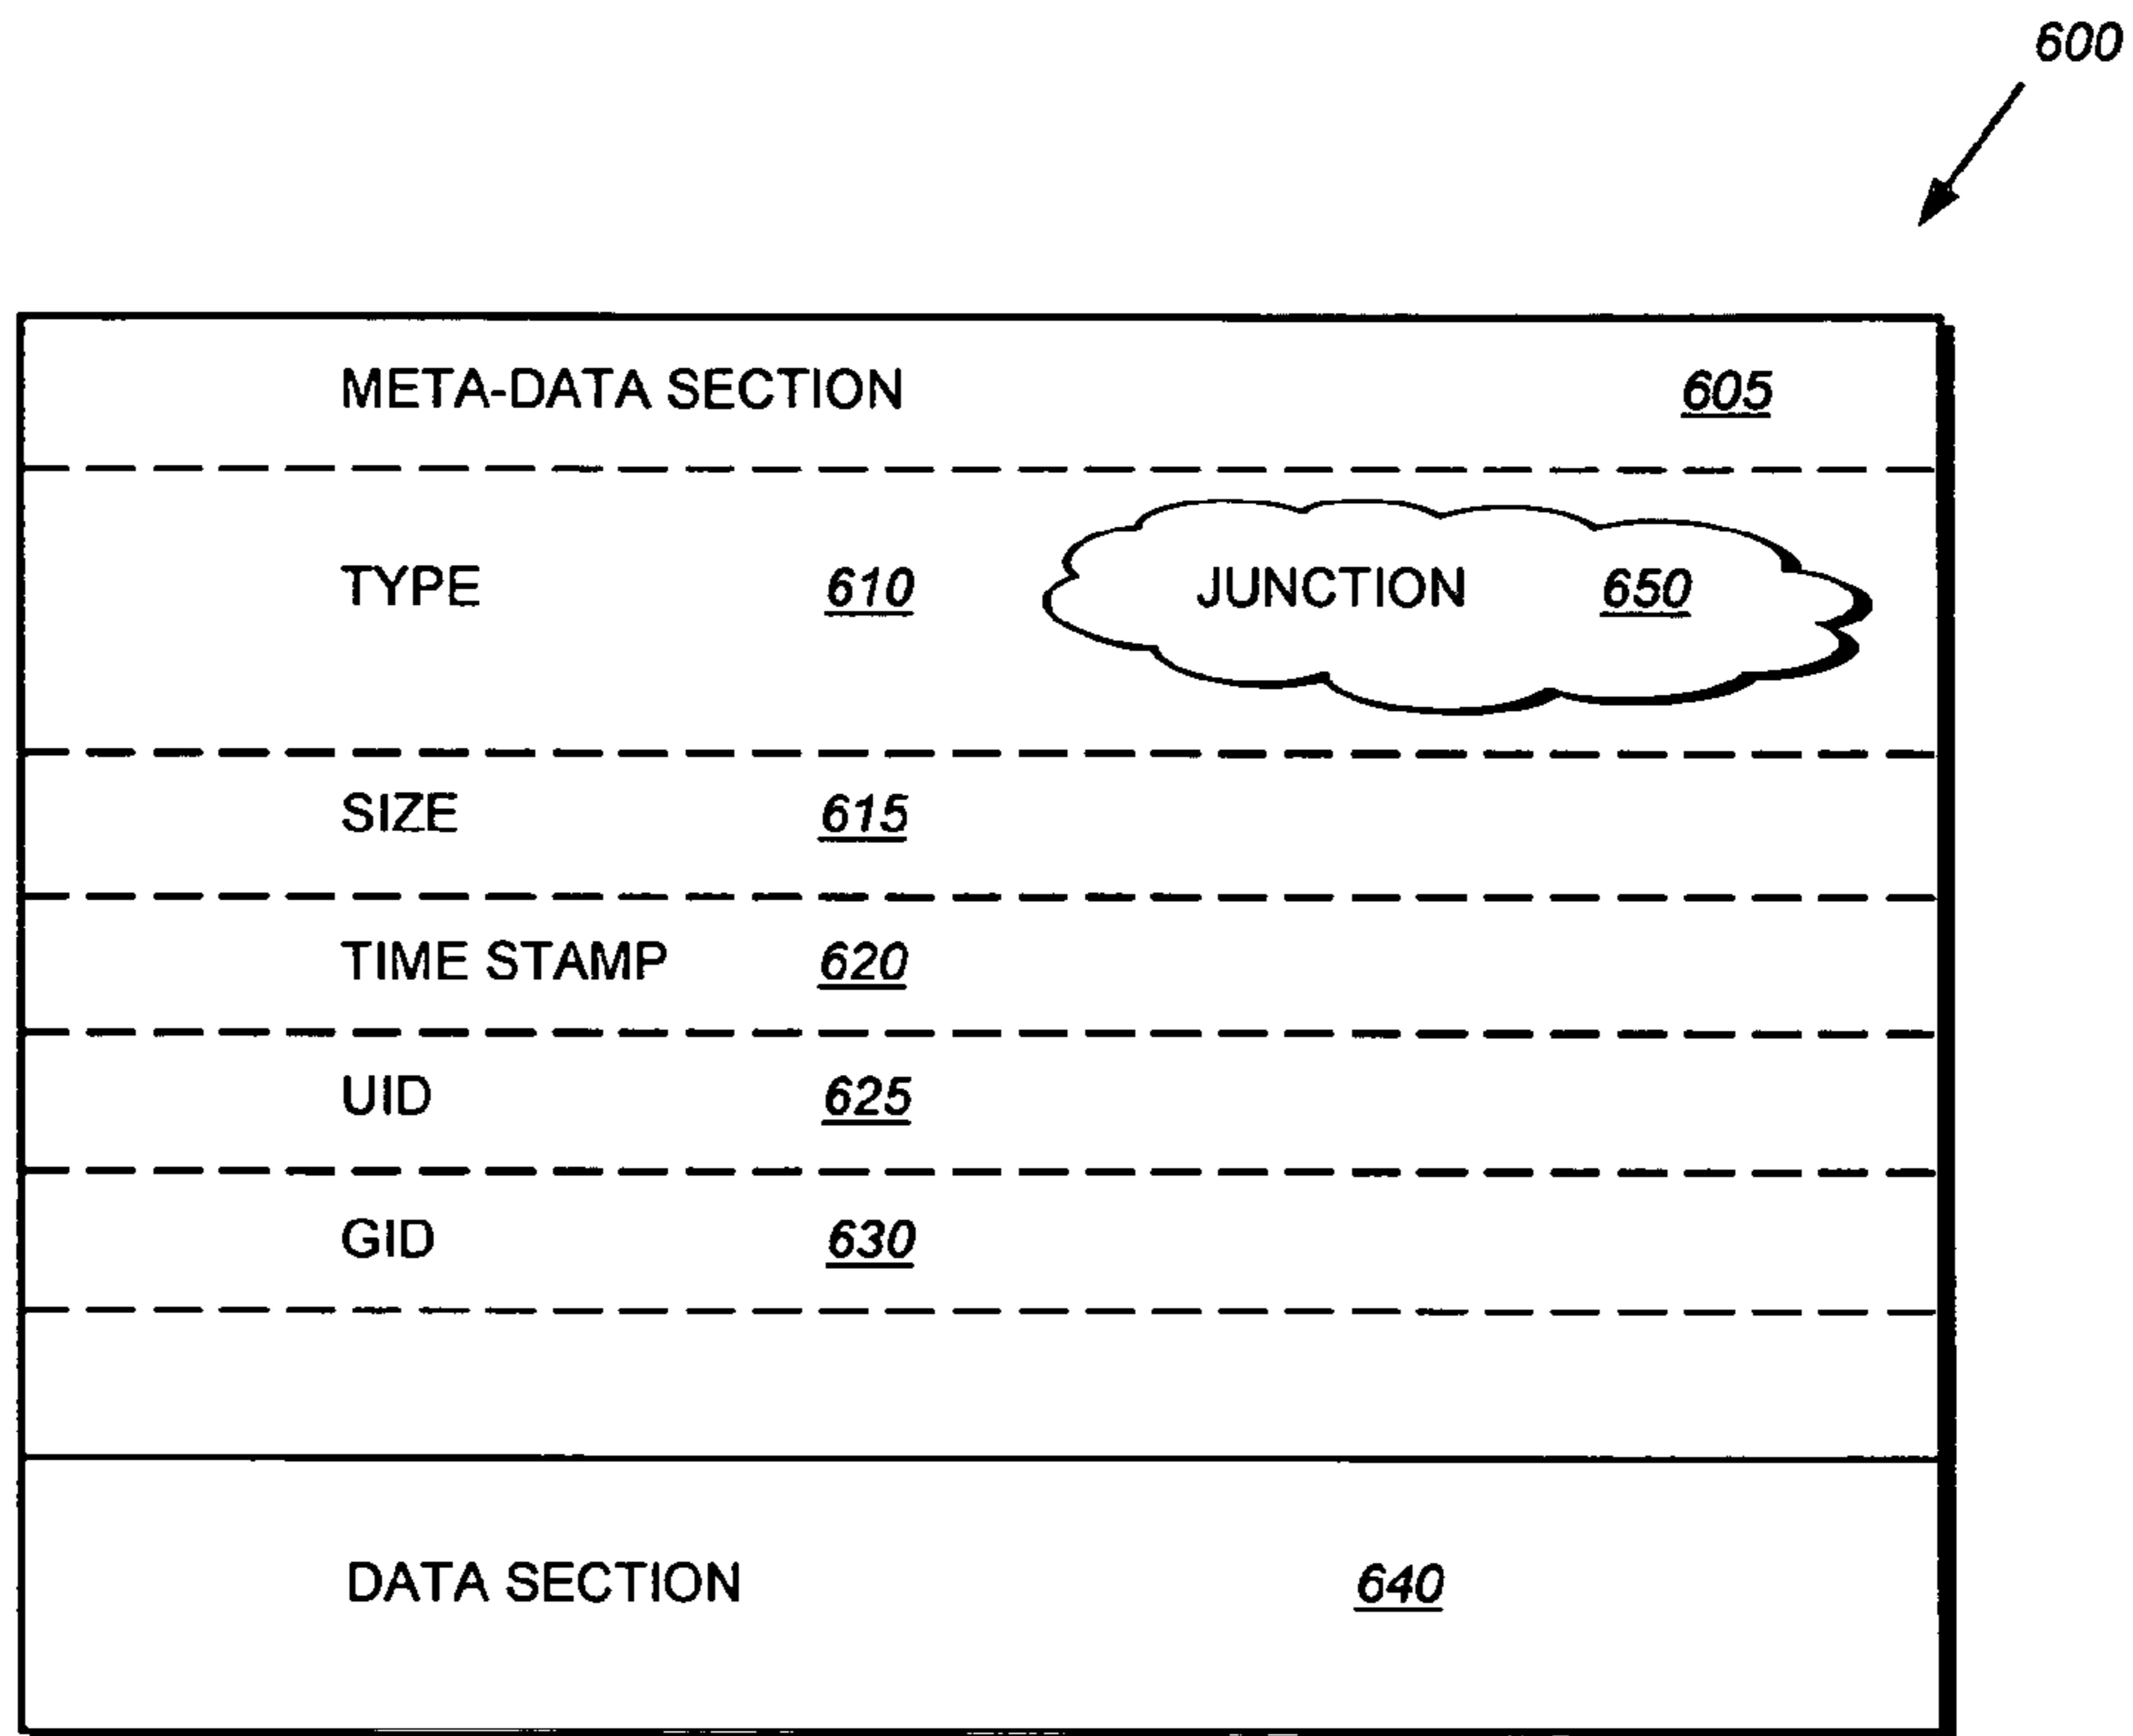 600
META-DATA SECTION 605
TYPE 610 JUNCTION 650
SIZE 615
TIME STAMP 620
UID 625
GID 630
DATA SECTION 640